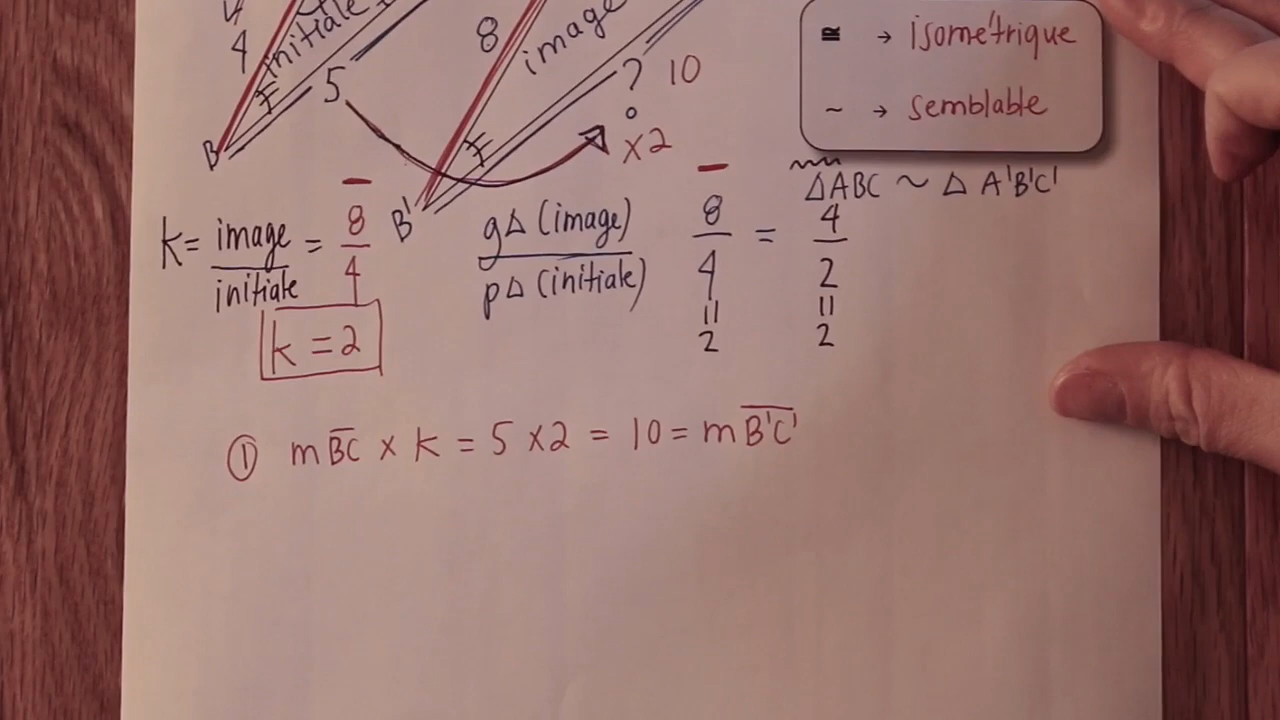 4
initiale
5
B
8
image
? 10
x2
B'
≅ → isométrique
~ → semblable
ΔABC ~ Δ A'B'C'
k = image / initiale = 8 / 4
k = 2
gΔ (image) / pΔ (initiale)
8 / 4 = 4 / 2
= 2
= 2
① m BC x k = 5 x 2 = 10 = m B'C'